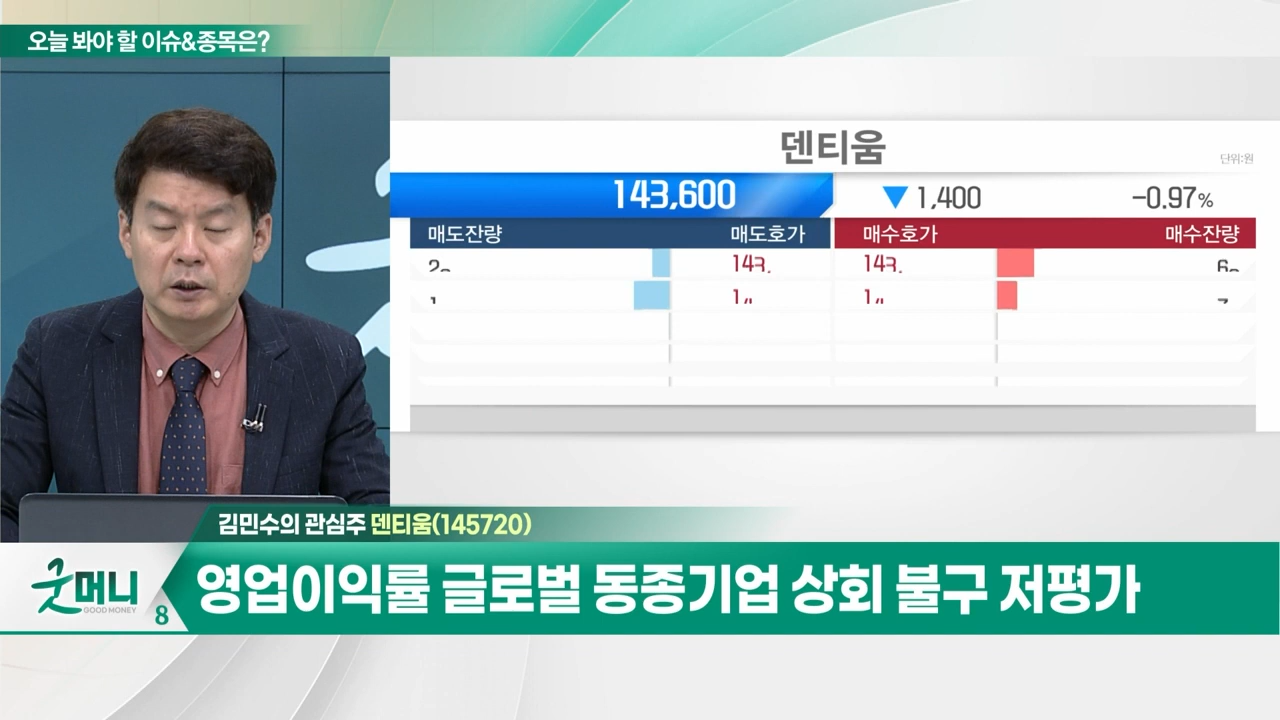 오늘 봐야 할 이슈&종목은?
덴티움
단위:원
143,600 ▼ 1,400 -0.97%
매도잔량 매도호가 매수호가 매수잔량
김민수의 관심주 덴티움(145720)
굿머니
GOOD MONEY
8
영업이익률 글로벌 동종기업 상회 불구 저평가